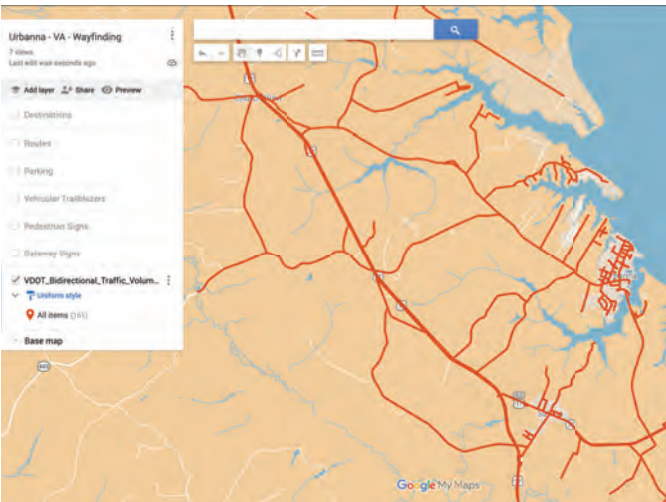 Urbanna - VA - Wayfinding
7 views
Last edit was seconds ago
Add layer Share Preview
Destinations
Routes
Parking
Vehicular Trailblazers
Pedestrian Signs
Gateway Signs
VDOT_Bidirectional_Traffic_Volum...
Uniform style
All items (161)
Base map
Google My Maps